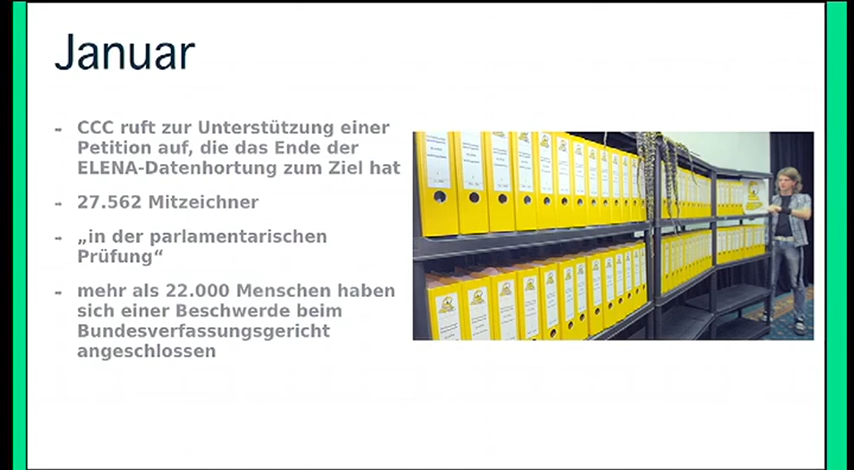 Januar
- CCC ruft zur Unterstützung einer
Petition auf, die das Ende der
ELENA-Datenhortung zum Ziel hat
- 27.562 Mitzeichner
- „in der parlamentarischen
Prüfung“
- mehr als 22.000 Menschen haben
sich einer Beschwerde beim
Bundesverfassungsgericht
angeschlossen